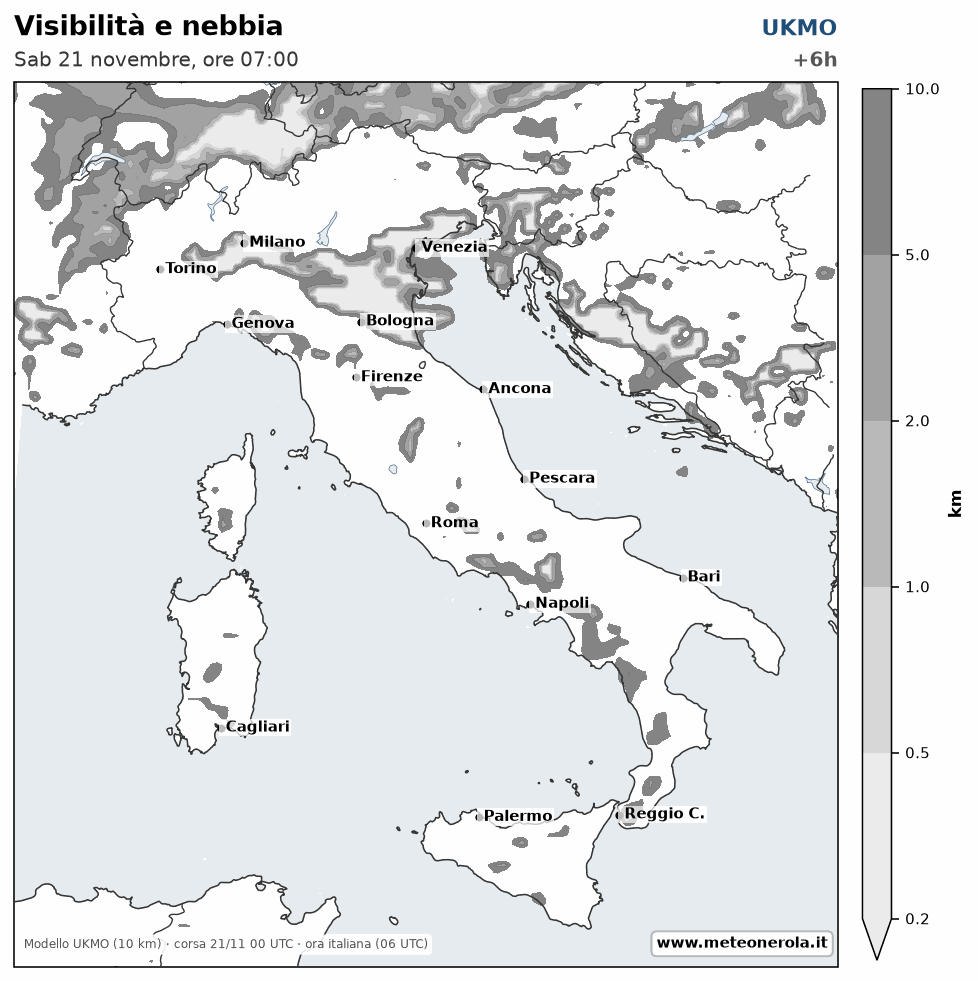 Visibilità e nebbia
UKMO
Sab 21 novembre, ore 07:00
+6h
10.0
5.0
2.0
1.0
0.5
0.2
km
Milano
Venezia
Torino
Genova
Bologna
Firenze
Ancona
Pescara
Roma
Bari
Napoli
Cagliari
Palermo
Reggio C.
Modello UKMO (10 km) · corsa 21/11 00 UTC · ora italiana (06 UTC)
www.meteonerola.it